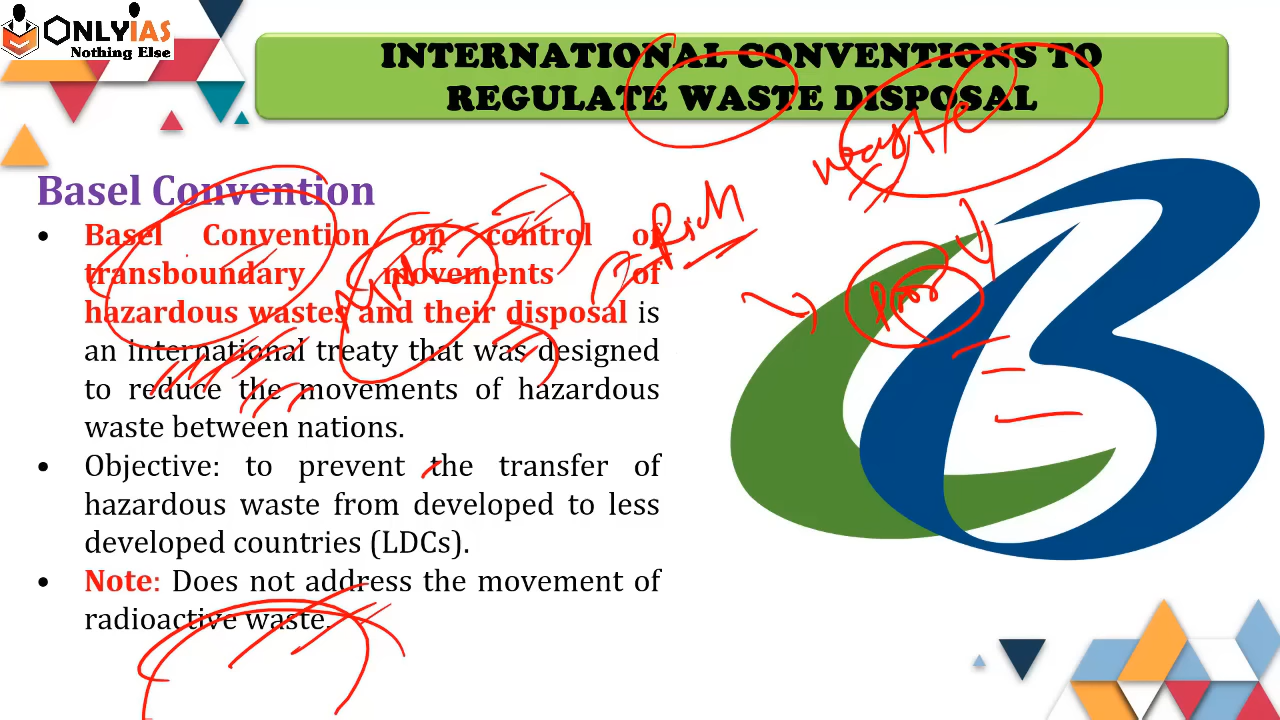 ONLYIAS
Nothing Else
INTERNATIONAL CONVENTIONS TO
REGULATE WASTE DISPOSAL
waste
Basel Convention
Rich
• Basel Convention on control of
transboundary movements of
MNC
Poor
hazardous wastes and their disposal is
an international treaty that was designed
to reduce the movements of hazardous
waste between nations.
• Objective: to prevent the transfer of
hazardous waste from developed to less
developed countries (LDCs).
• Note: Does not address the movement of
radioactive waste.